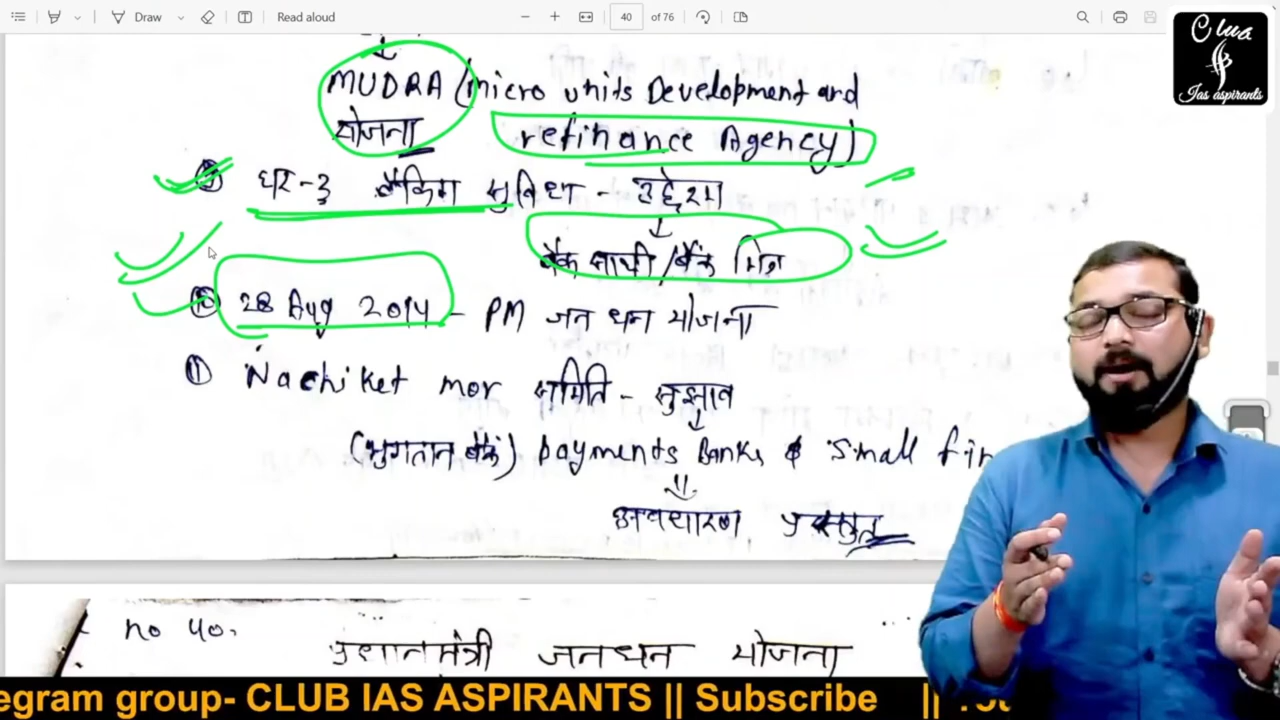 Draw
Read aloud
40 of 76
Club
Ias aspirants
MUDRA (micro units Development and
योजना refinance Agency)
घर-2 बैंकिंग सुविधा - उद्देश्य
बैंक साथी/बैंक मित्र
28 Aug 2014 - PM जन धन योजना
11 Nachiket mor समिति - सुझाव
(भुगतान बैंक) payments Banks & Small fin
अवधारणा प्रस्तुत
no 40.
प्रधानमंत्री जनधन योजना
egram group- CLUB IAS ASPIRANTS || Subscribe ||